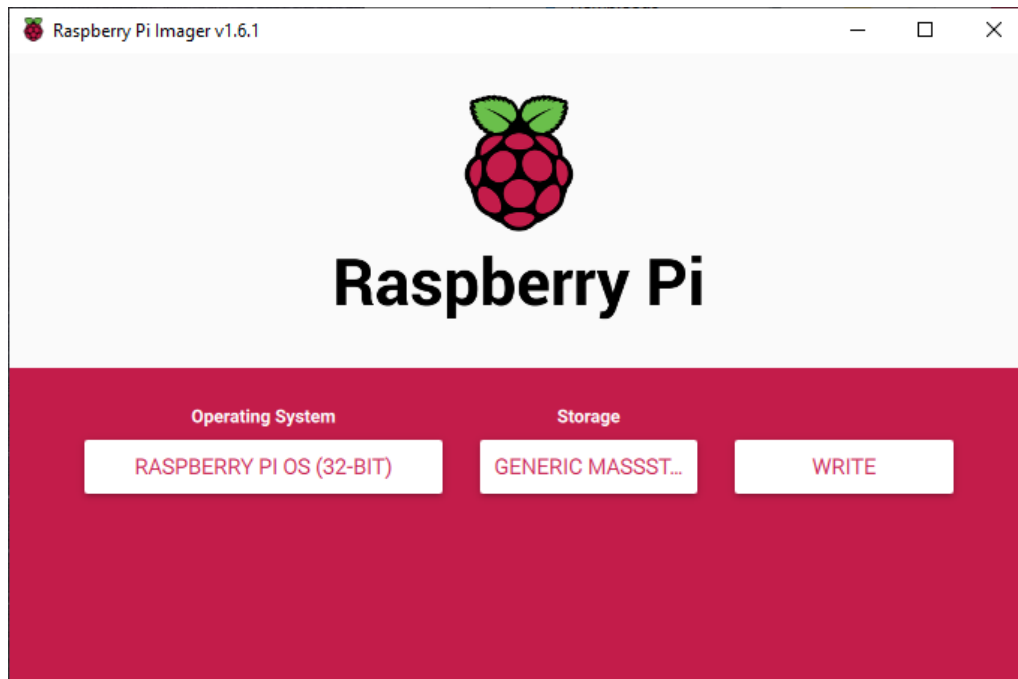 Raspberry Pi Imager v1.6.1
Raspberry Pi
Operating System
Storage
RASPBERRY PI OS (32-BIT)
GENERIC MASSST...
WRITE